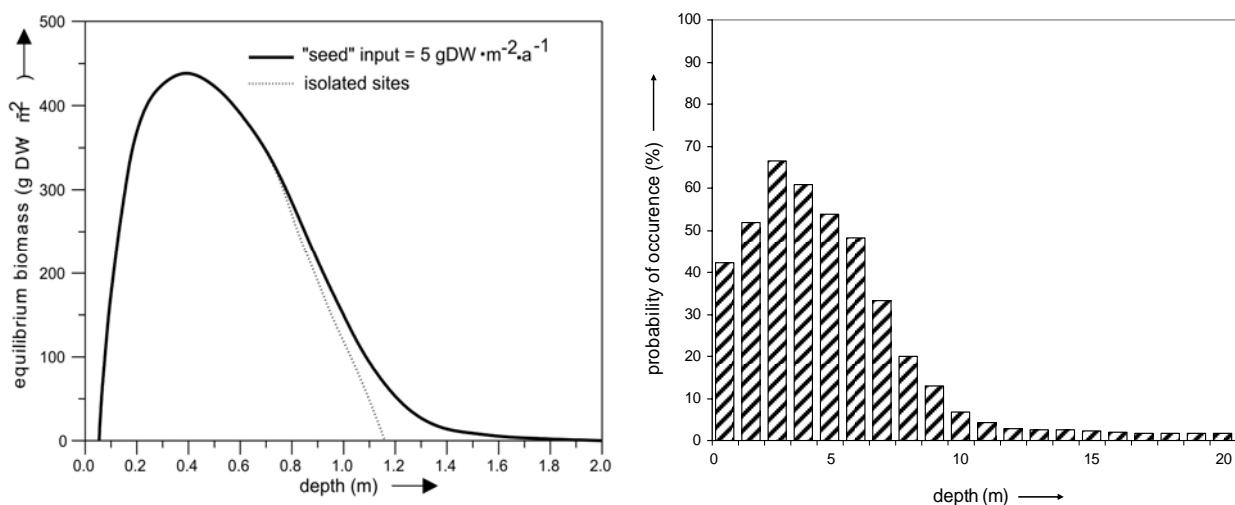 500
400
300
200
100
0
equilibrium biomass (g DW m²)
"seed" input = 5 gDW •m⁻²•a⁻¹
isolated sites
0.0 0.2 0.4 0.6 0.8 1.0 1.2 1.4 1.6 1.8 2.0
depth (m)
100
90
80
70
60
50
40
30
20
10
0
probability of occurence (%)
0 5 10 15 20
depth (m)